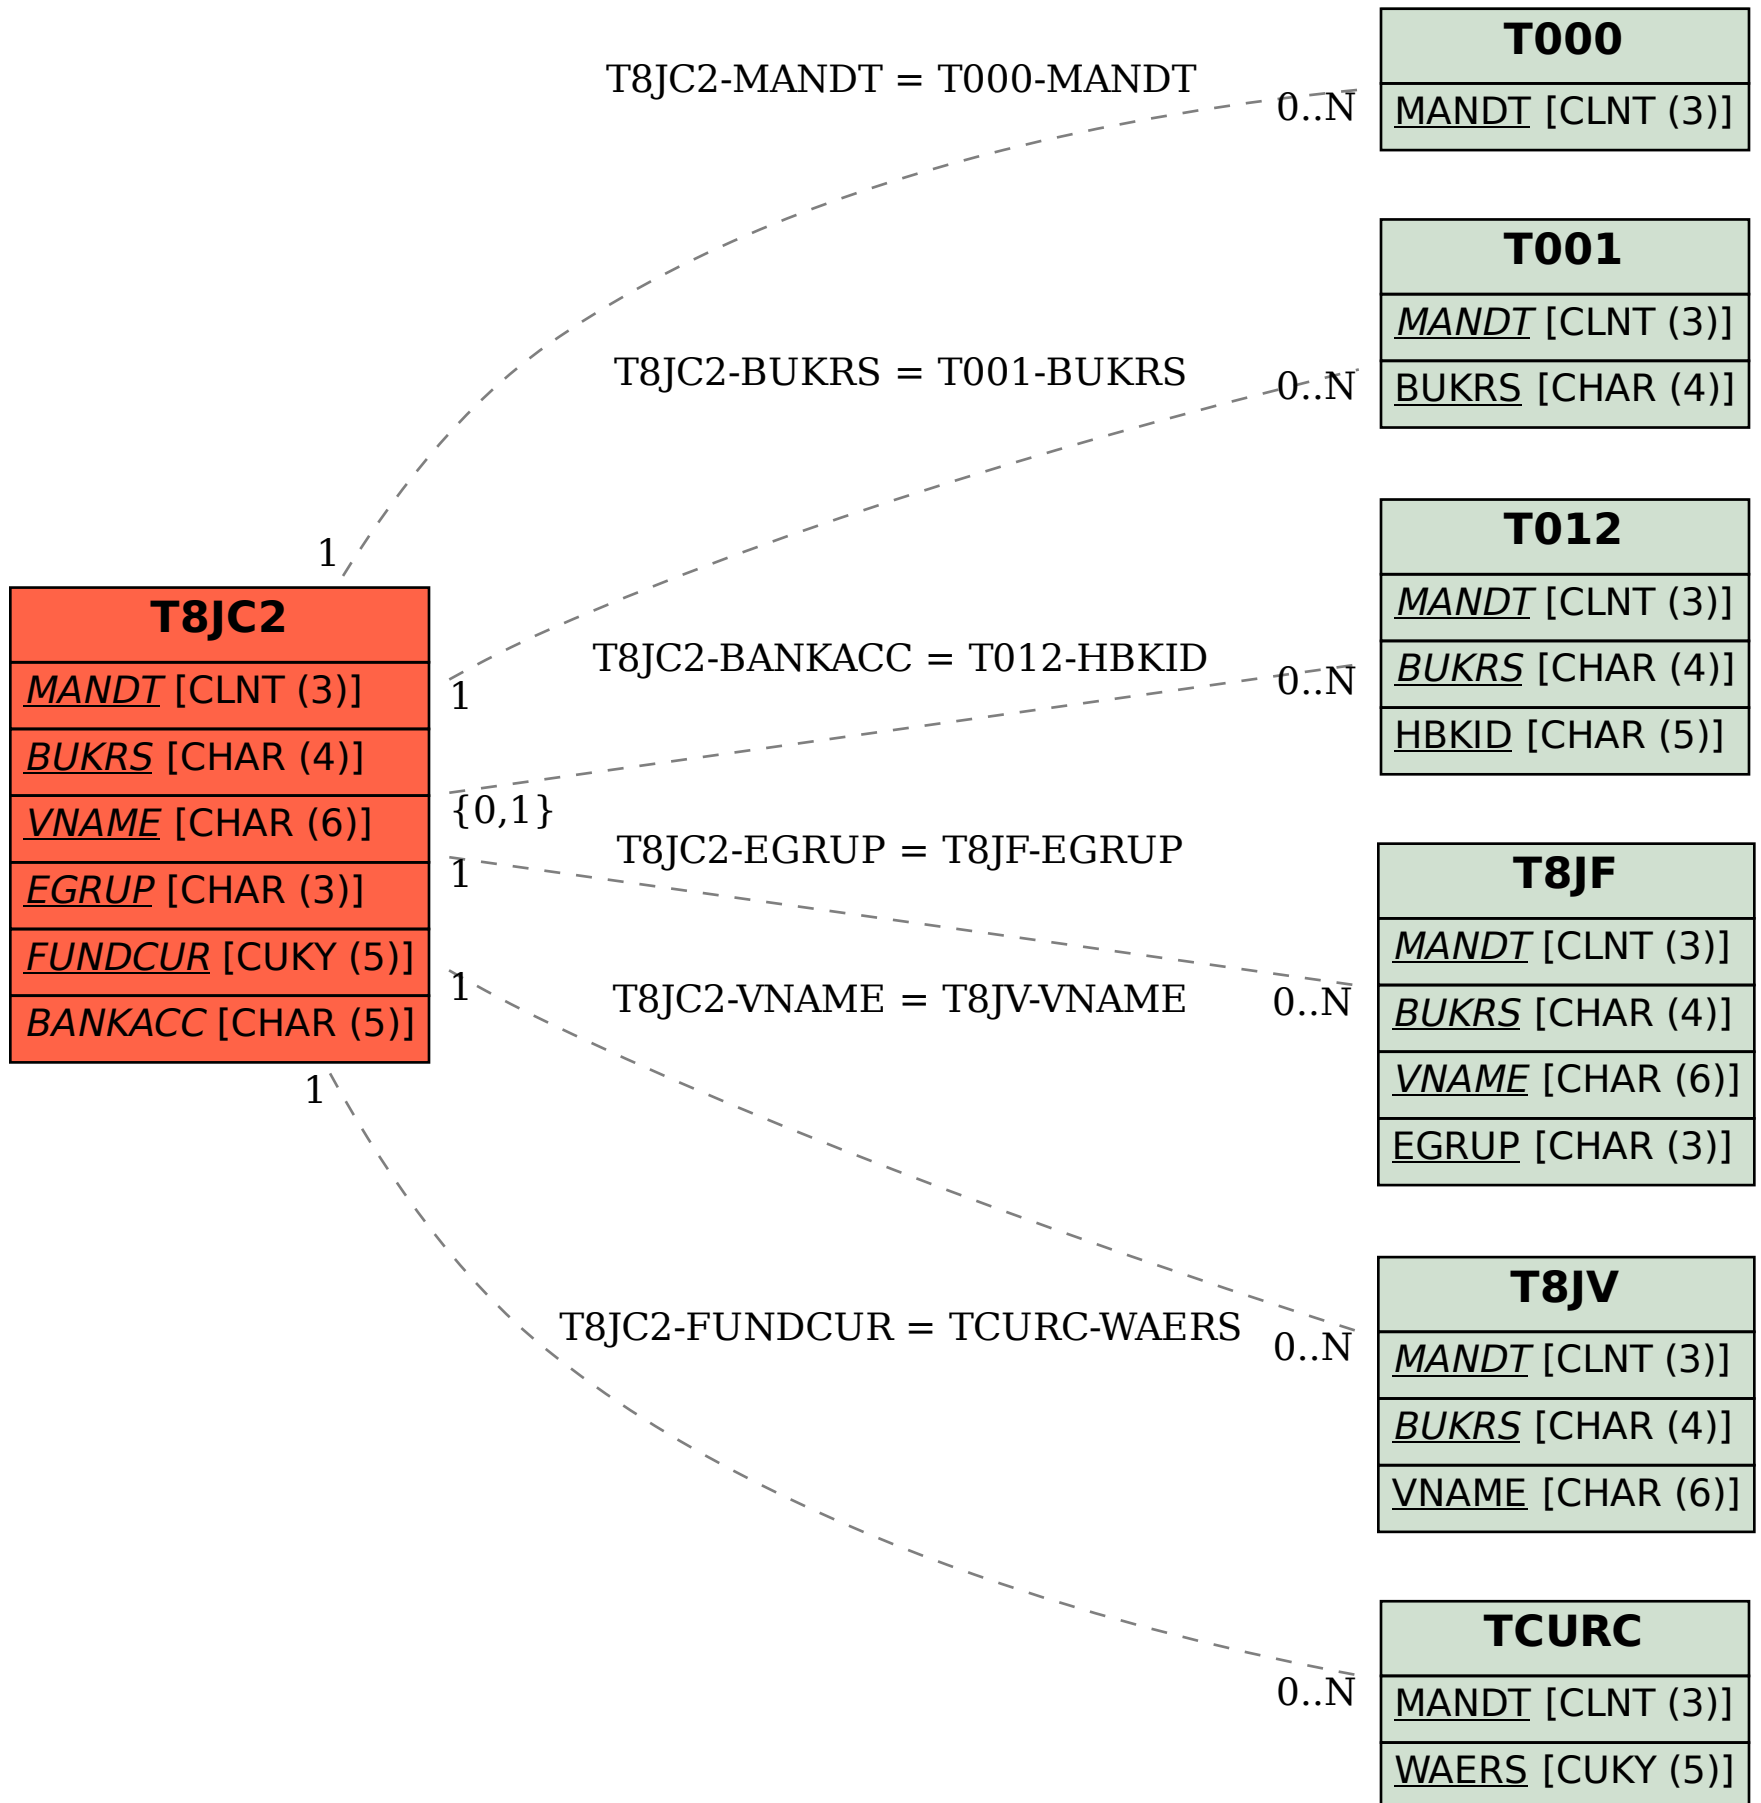 T8JC2
MANDT [CLNT (3)]
BUKRS [CHAR (4)]
VNAME [CHAR (6)]
EGRUP [CHAR (3)]
FUNDCUR [CUKY (5)]
BANKACC [CHAR (5)]
T8JC2-MANDT = T000-MANDT
1
0..N
T000
MANDT [CLNT (3)]
T8JC2-BUKRS = T001-BUKRS
1
0..N
T001
MANDT [CLNT (3)]
BUKRS [CHAR (4)]
T8JC2-BANKACC = T012-HBKID
{0,1}
0..N
T012
MANDT [CLNT (3)]
BUKRS [CHAR (4)]
HBKID [CHAR (5)]
T8JC2-EGRUP = T8JF-EGRUP
1
0..N
T8JF
MANDT [CLNT (3)]
BUKRS [CHAR (4)]
VNAME [CHAR (6)]
EGRUP [CHAR (3)]
T8JC2-VNAME = T8JV-VNAME
1
0..N
T8JV
MANDT [CLNT (3)]
BUKRS [CHAR (4)]
VNAME [CHAR (6)]
T8JC2-FUNDCUR = TCURC-WAERS
1
0..N
TCURC
MANDT [CLNT (3)]
WAERS [CUKY (5)]